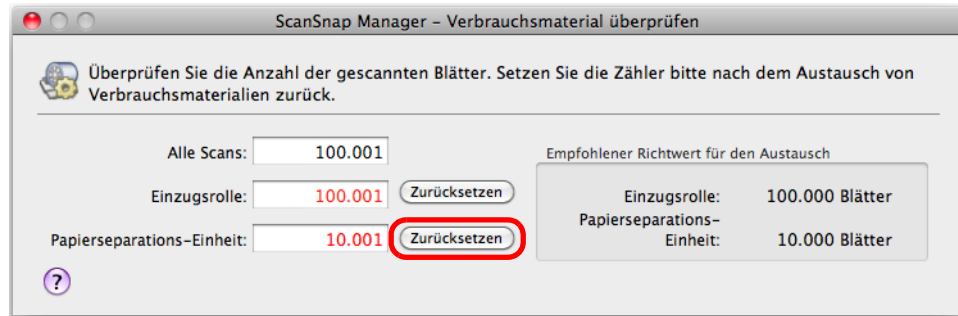 ScanSnap Manager – Verbrauchsmaterial überprüfen
Überprüfen Sie die Anzahl der gescannten Blätter. Setzen Sie die Zähler bitte nach dem Austausch von
Verbrauchsmaterialien zurück.
Alle Scans: 100.001
Einzugsrolle: 100.001 Zurücksetzen
Papierseparations-Einheit: 10.001 Zurücksetzen
Empfohlener Richtwert für den Austausch
Einzugsrolle: 100.000 Blätter
Papierseparations-
Einheit: 10.000 Blätter
?